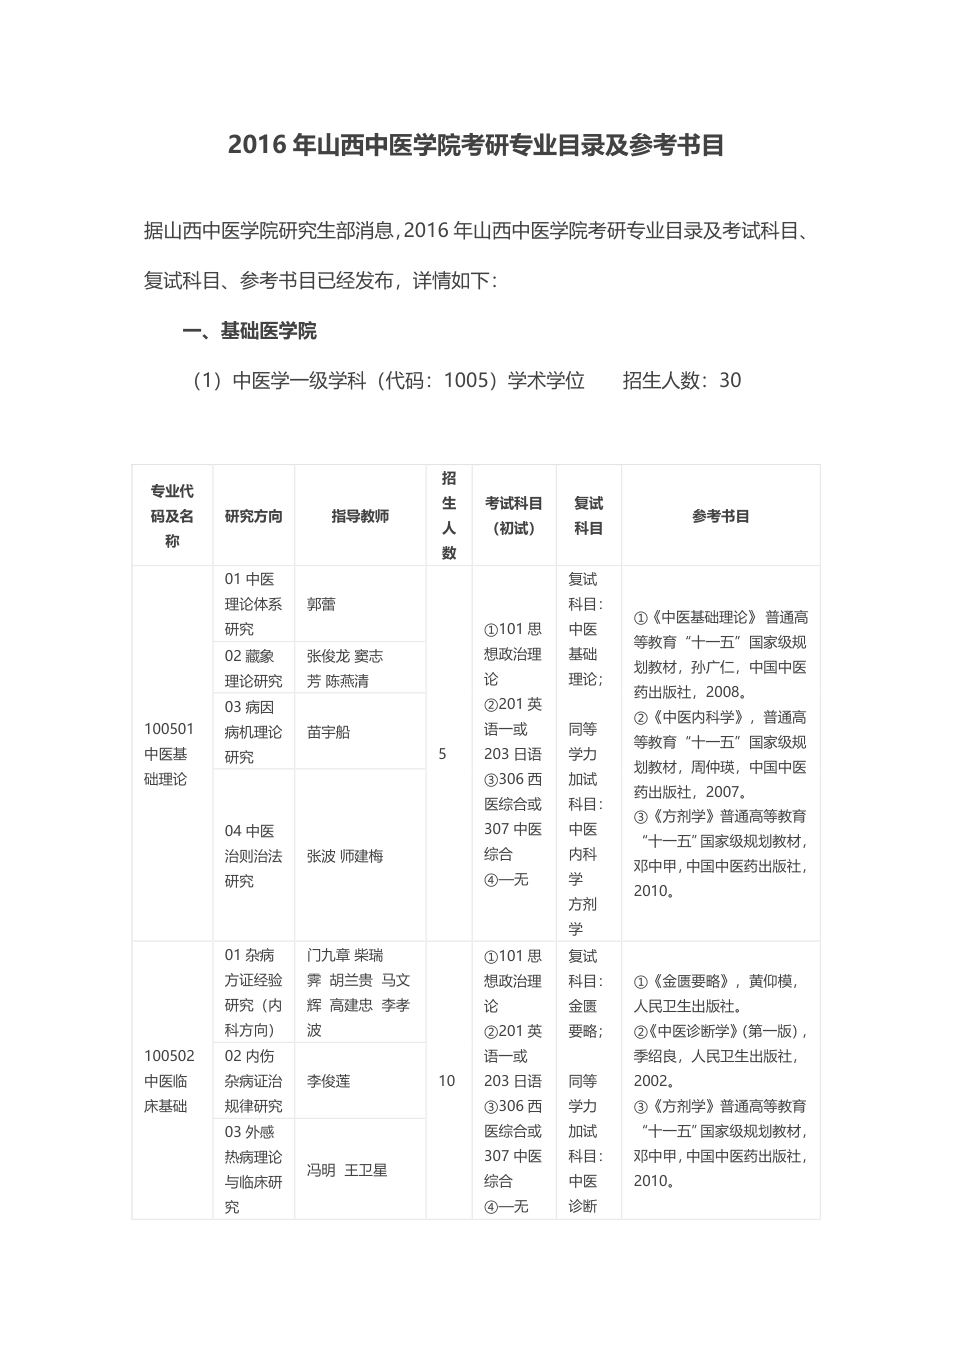 2016 年山西中医学院考研专业目录及参考书目
据山西中医学院研究生部消息，2016 年山西中医学院考研专业目录及考试科目、
复试科目、参考书目已经发布，详情如下：
一、基础医学院
（1）中医学一级学科（代码：1005）学术学位 招生人数：30
专业代
码及名
称
研究方向
指导教师
招
生
人
数
考试科目
（初试）
复试
科目
参考书目
100501
中医基
础理论
01 中医
理论体系
研究
郭蕾
02 藏象
理论研究
张俊龙 窦志
芳 陈燕清
03 病因
病机理论
研究
苗宇船
04 中医
治则治法
研究
张波 师建梅
5
①101 思
想政治理
论
②201 英
语一或
203 日语
③306 西
医综合或
307 中医
综合
④—无
复试
科目：
中医
基础
理论；
同等
学力
加试
科目：
中医
内科
学
方剂
学
①《中医基础理论》 普通高
等教育“十一五”国家级规
划教材，孙广仁，中国中医
药出版社，2008。
②《中医内科学》，普通高
等教育“十一五”国家级规
划教材，周仲瑛，中国中医
药出版社，2007。
③《方剂学》普通高等教育
“十一五”国家级规划教材，
邓中甲，中国中医药出版社，
2010。
100502
中医临
床基础
01 杂病
方证经验
研究（内
科方向）
门九章 柴瑞
霁 胡兰贵 马文
辉 高建忠 李孝
波
02 内伤
杂病证治
规律研究
李俊莲
03 外感
热病理论
与临床研
究
冯明 王卫星
10
①101 思
想政治理
论
②201 英
语一或
203 日语
③306 西
医综合或
307 中医
综合
④—无
复试
科目：
金匮
要略；
同等
学力
加试
科目：
中医
诊断
①《金匮要略》，黄仰模，
人民卫生出版社。
②《中医诊断学》（第一版），
季绍良，人民卫生出版社，
2002。
③《方剂学》普通高等教育
“十一五”国家级规划教材，
邓中甲，中国中医药出版社，
2010。